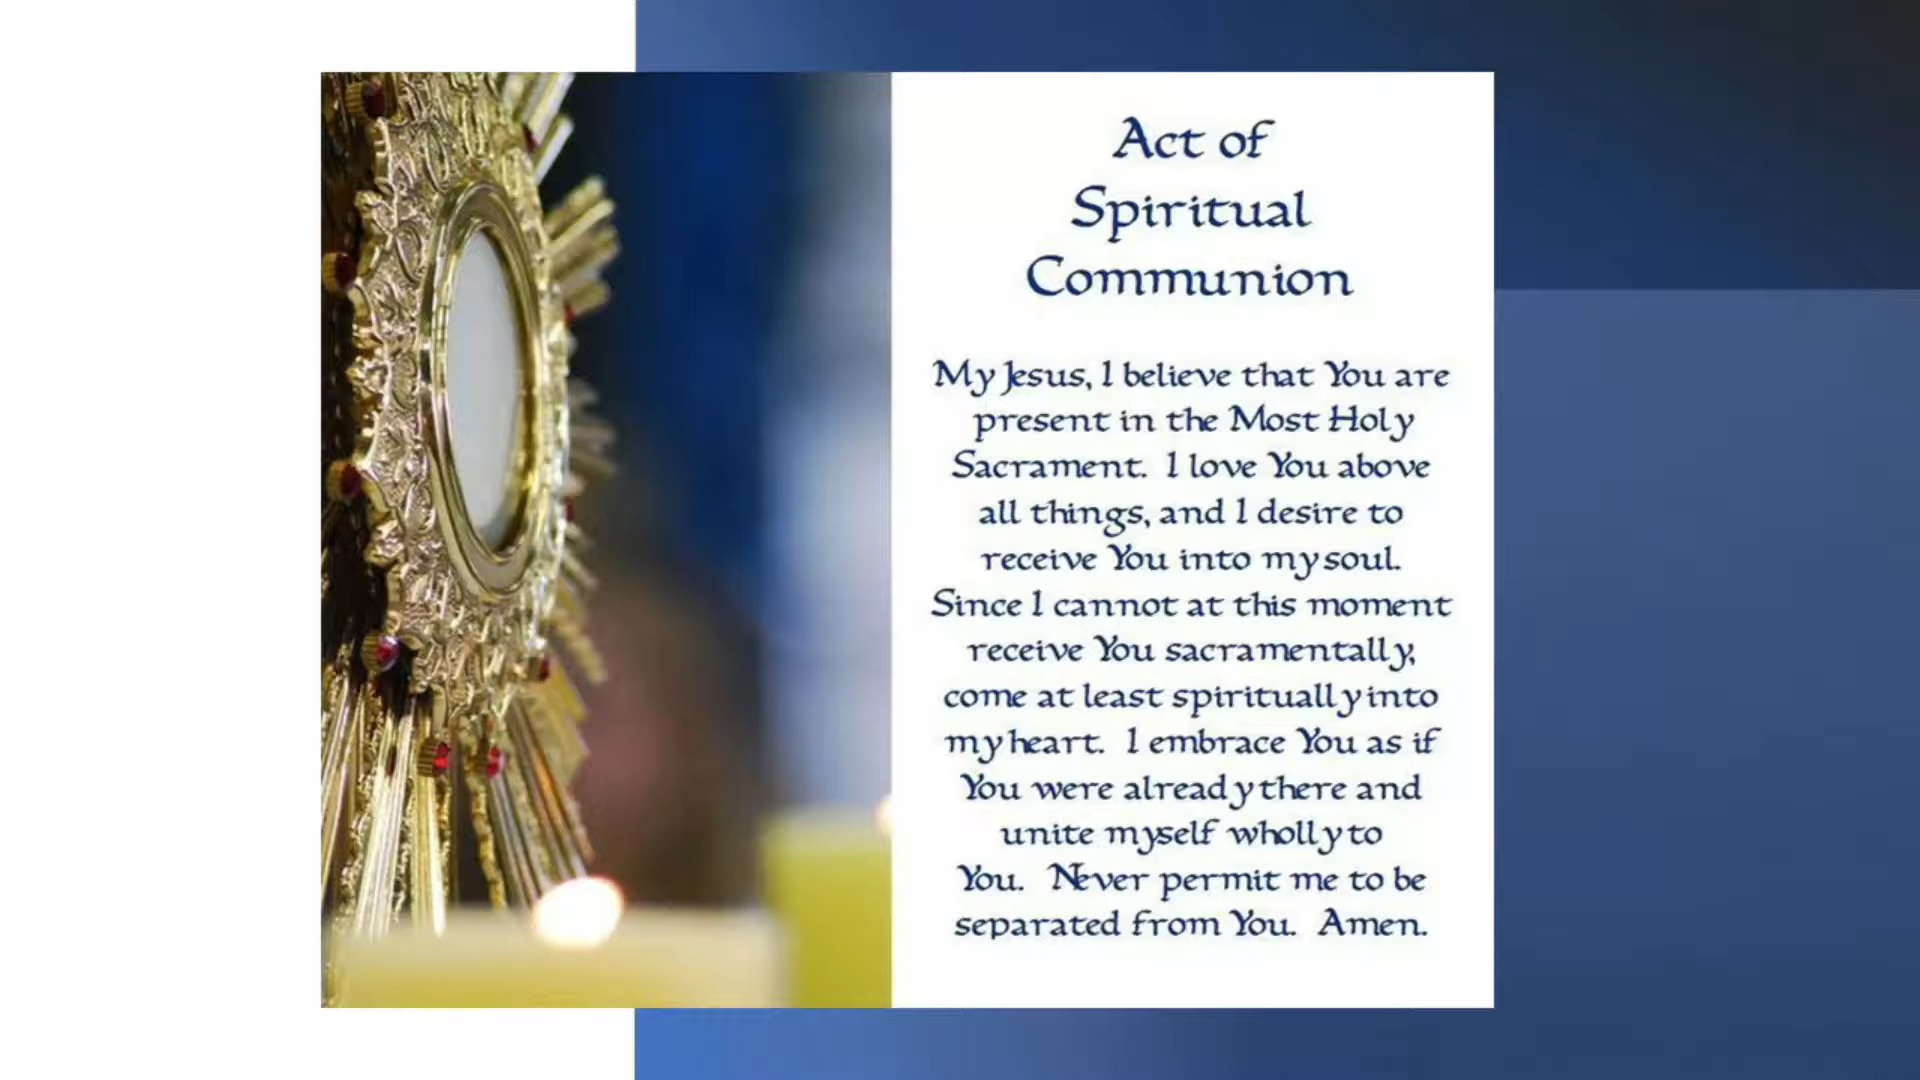 Act of
Spiritual
Communion
My Jesus, I believe that You are
present in the Most Holy
Sacrament. I love You above
all things, and I desire to
receive You into my soul.
Since I cannot at this moment
receive You sacramentally,
come at least spiritually into
my heart. I embrace You as if
You were already there and
unite myself wholly to
You. Never permit me to be
separated from You. Amen.